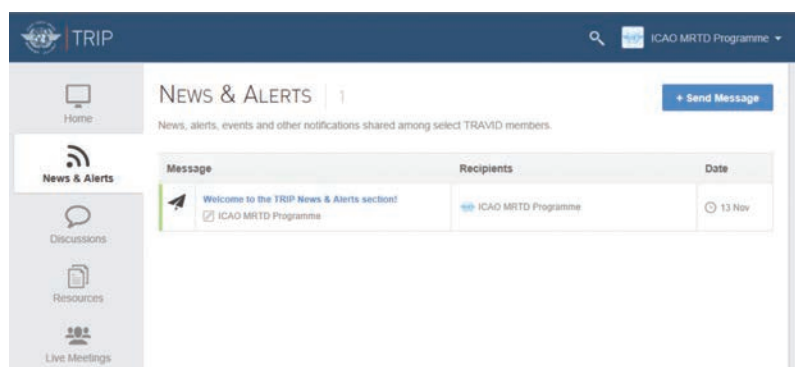 TRIP
ICAO MRTD Programme
Home
News & Alerts
Discussions
Resources
Live Meetings
NEWS & ALERTS 1
+ Send Message
News, alerts, events and other notifications shared among select TRAVID members.
Message Recipients Date
Welcome to the TRIP News & Alerts section!
ICAO MRTD Programme
ICAO MRTD Programme
13 Nov